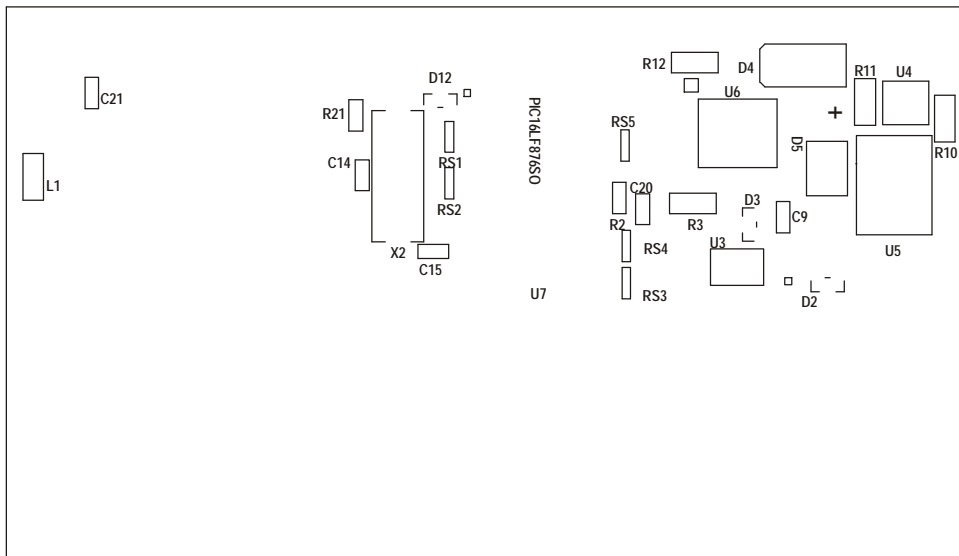 R12
D4
R11
U4
D12
U6
C21
R21
PIC16LF876SO
RS5
D5
R10
C14
RS1
L1
RS2
C20
D3
C9
R2
R3
U3
X2
RS4
U5
C15
U7
RS3
D2